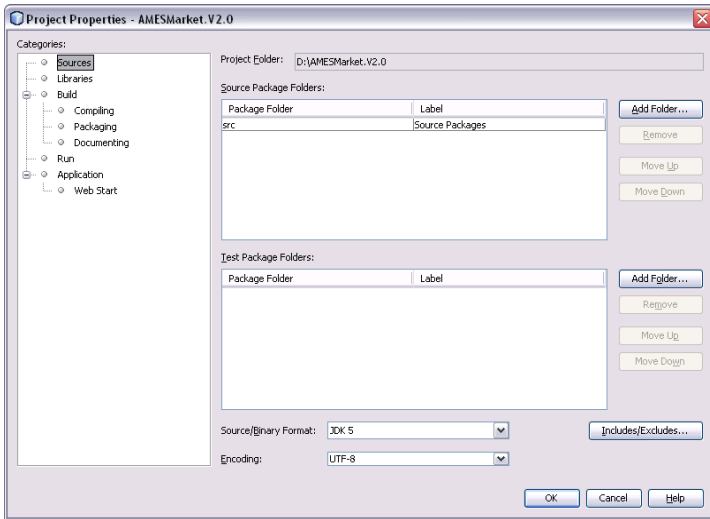 Project Properties - AMESMarket.V2.0
Categories:
Sources
Libraries
Build
Compiling
Packaging
Documenting
Run
Application
Web Start
Project Folder: D:\AMESMarket.V2.0
Source Package Folders:
Package Folder Label
src Source Packages
Add Folder...
Remove
Move Up
Move Down
Test Package Folders:
Package Folder Label
Add Folder...
Remove
Move Up
Move Down
Source/Binary Format: JDK 5
Includes/Excludes...
Encoding: UTF-8
OK Cancel Help